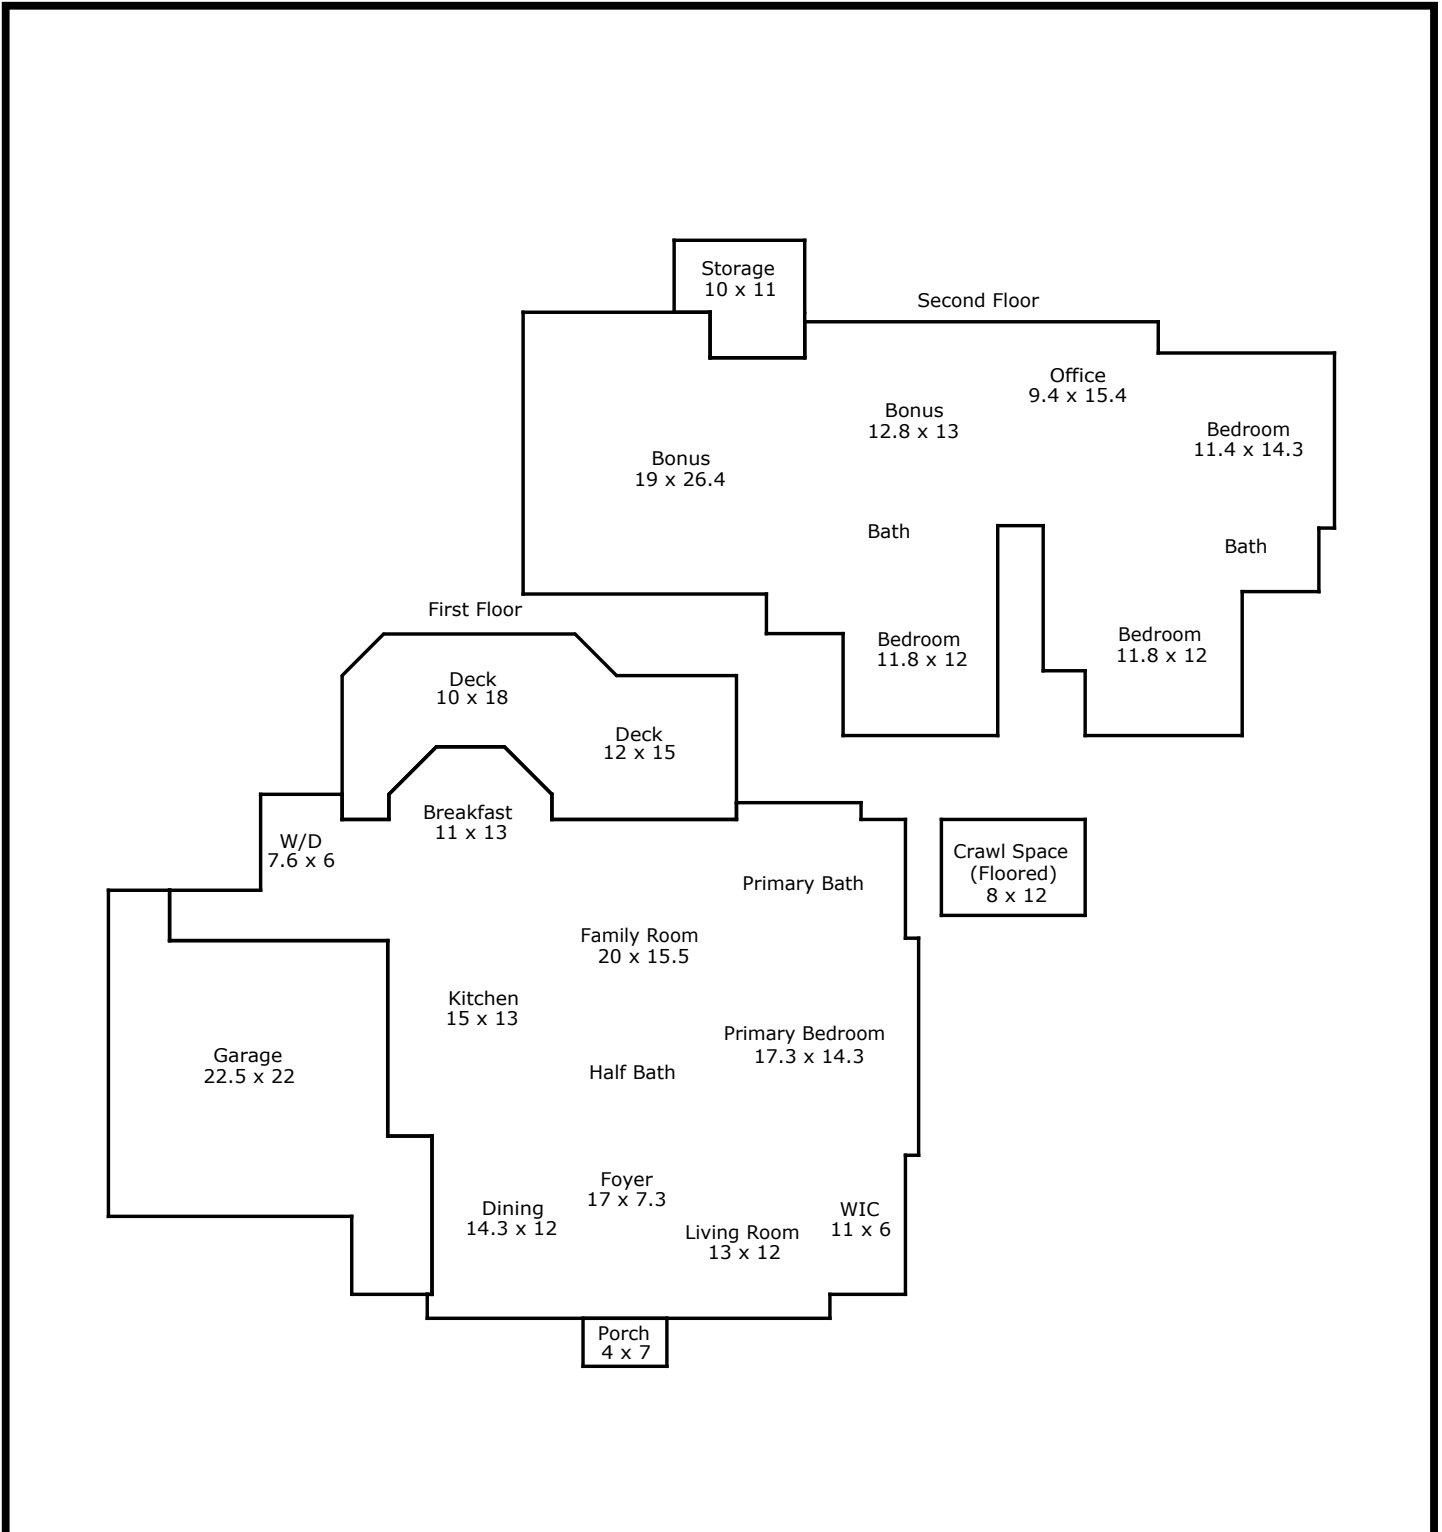 Storage
10 x 11
Second Floor
Office
9.4 x 15.4
Bonus
12.8 x 13
Bedroom
11.4 x 14.3
Bonus
19 x 26.4
Bath
Bath
Bedroom
11.8 x 12
Bedroom
11.8 x 12
First Floor
Deck
10 x 18
Deck
12 x 15
Breakfast
11 x 13
W/D
7.6 x 6
Crawl Space
(Floored)
8 x 12
Primary Bath
Family Room
20 x 15.5
Kitchen
15 x 13
Primary Bedroom
17.3 x 14.3
Garage
22.5 x 22
Half Bath
Foyer
17 x 7.3
Dining
14.3 x 12
Living Room
13 x 12
WIC
11 x 6
Porch
4 x 7